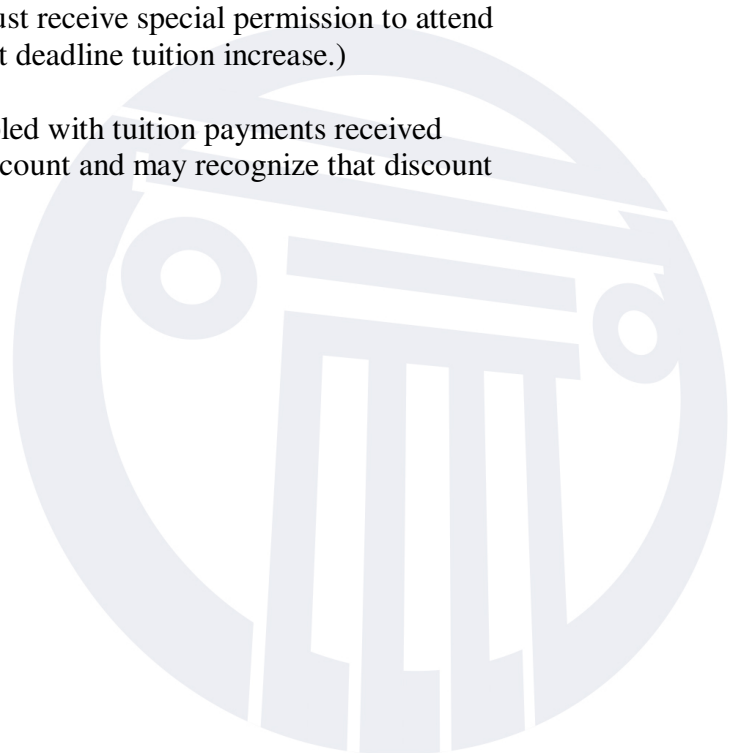 ust receive special permission to attend
t deadline tuition increase.)
led with tuition payments received
count and may recognize that discount